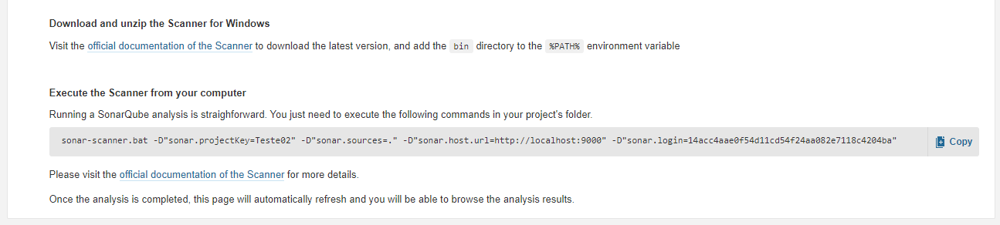 Download and unzip the Scanner for Windows
Visit the official documentation of the Scanner to download the latest version, and add the bin directory to the %PATH% environment variable
Execute the Scanner from your computer
Running a SonarQube analysis is straighforward. You just need to execute the following commands in your project's folder.
sonar-scanner.bat -D"sonar.projectKey=Teste02" -D"sonar.sources=." -D"sonar.host.url=http://localhost:9000" -D"sonar.login=14acc4aae0f54d11cd54f24aa082e7118c4204ba"
Copy
Please visit the official documentation of the Scanner for more details.
Once the analysis is completed, this page will automatically refresh and you will be able to browse the analysis results.